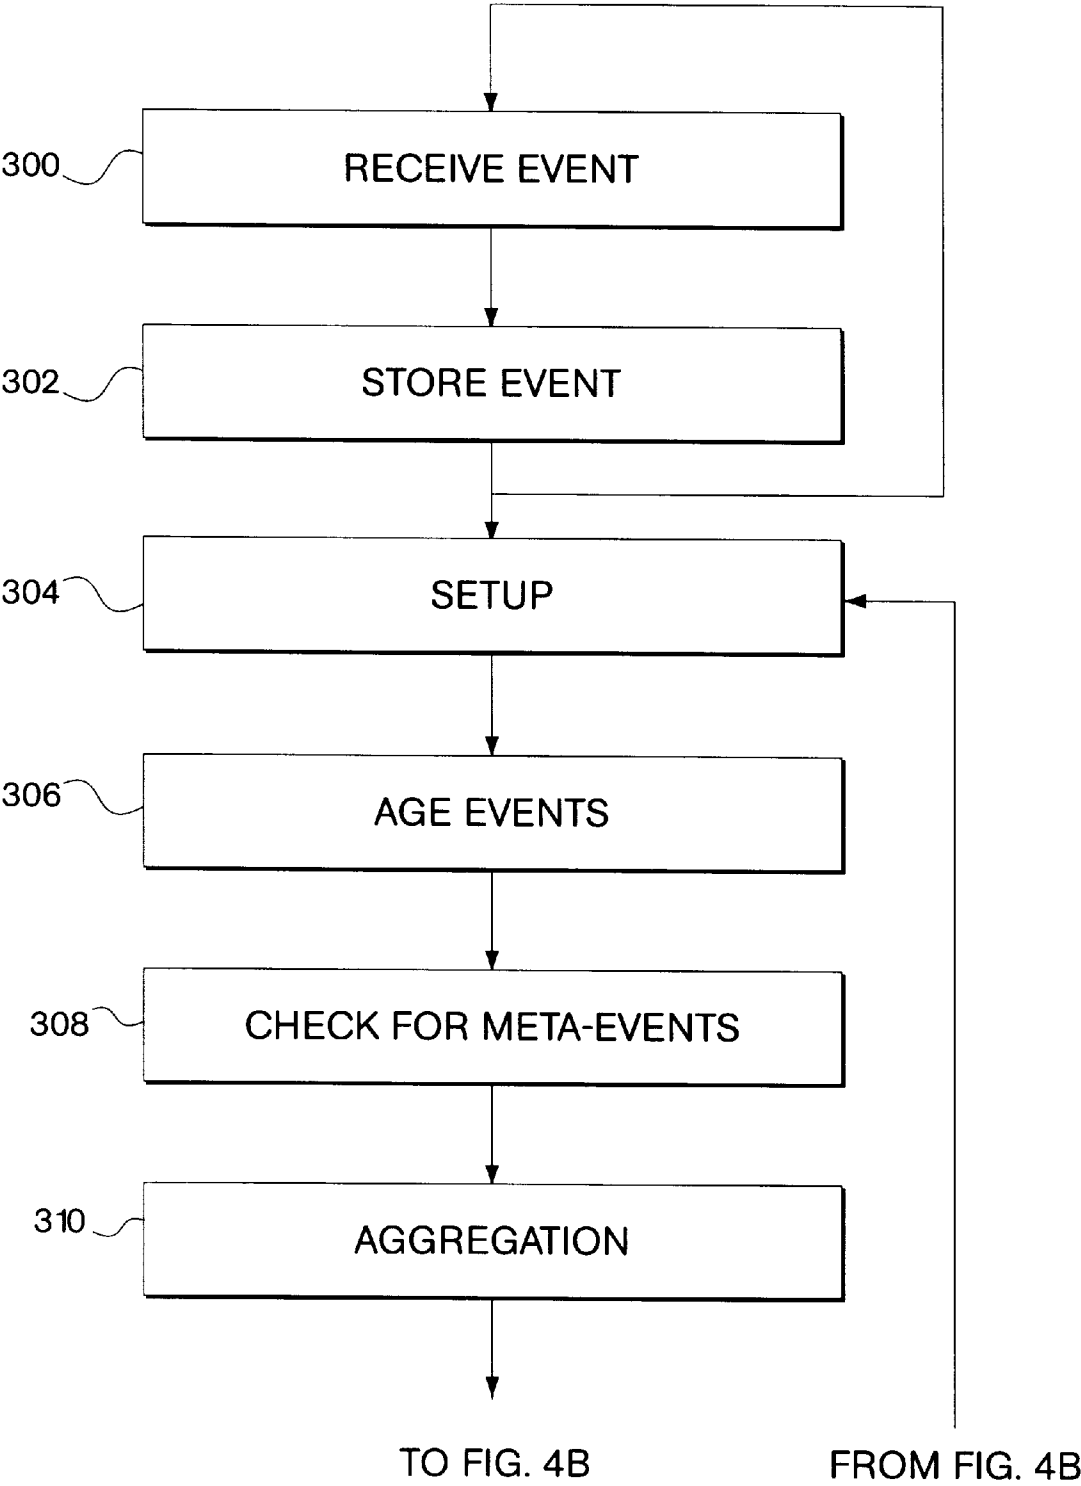 300
RECEIVE EVENT
302
STORE EVENT
304
SETUP
306
AGE EVENTS
308
CHECK FOR META-EVENTS
310
AGGREGATION
TO FIG. 4B
FROM FIG. 4B